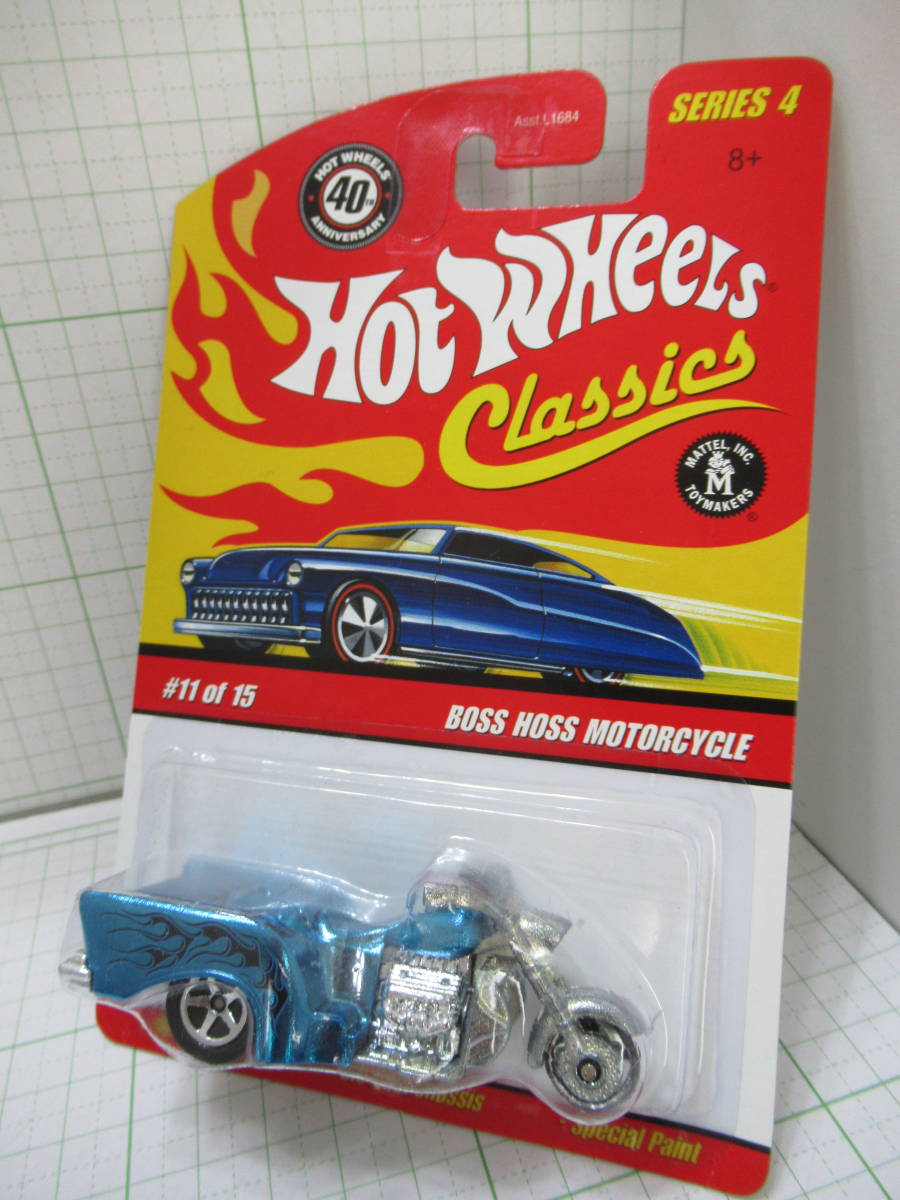 SERIES 4
Asst. L1684
8+
HOT WHEELS
40TH
ANNIVERSARY
HOT WHEELS®
Classics
MATTEL, INC.
M
TOYMAKERS
®
#11 of 15
BOSS HOSS MOTORCYCLE
Special Paint